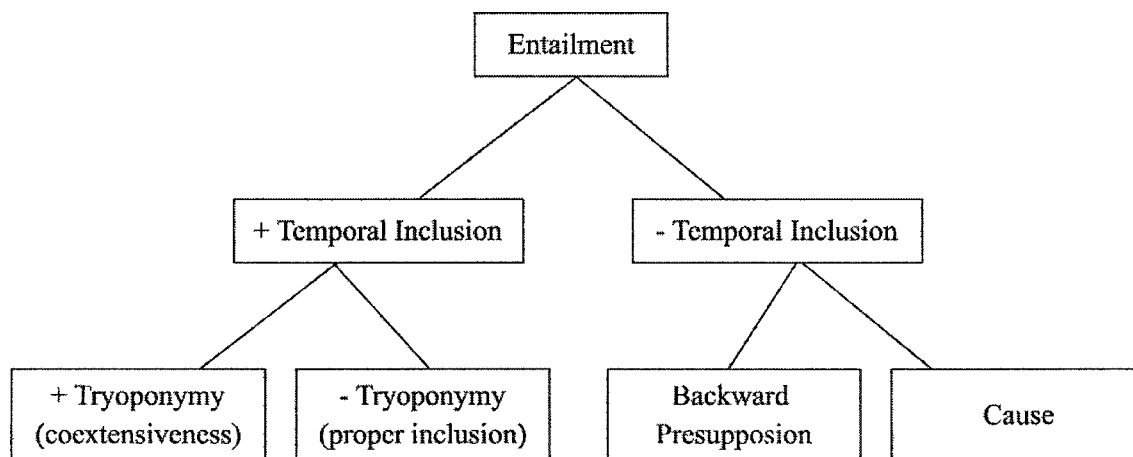 Entailment
+ Temporal Inclusion
- Temporal Inclusion
+ Tryoponymy
(coextensiveness)
- Tryoponymy
(proper inclusion)
Backward
Presupposion
Cause